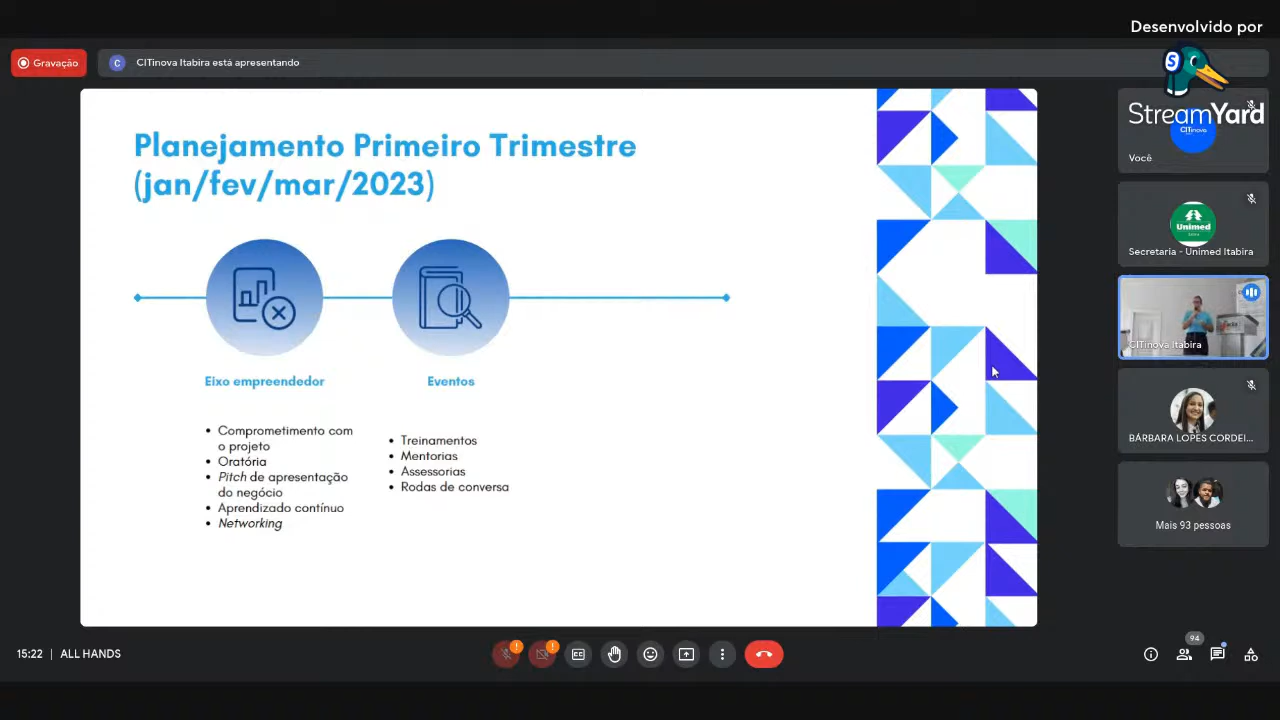 Desenvolvido por
Gravação
C
CITinova Itabira está apresentando
S
StreamYard
CITinova
Você
Planejamento Primeiro Trimestre
(jan/fev/mar/2023)
Unimed
Secretaria - Unimed Itabira
CITinova Itabira
Eixo empreendedor
Eventos
Comprometimento com
o projeto
Oratória
Pitch de apresentação
do negócio
Aprendizado contínuo
Networking
Treinamentos
Mentorias
Assessorias
Rodas de conversa
BÁRBARA LOPES CORDEI...
Mais 93 pessoas
15:22 | ALL HANDS
94